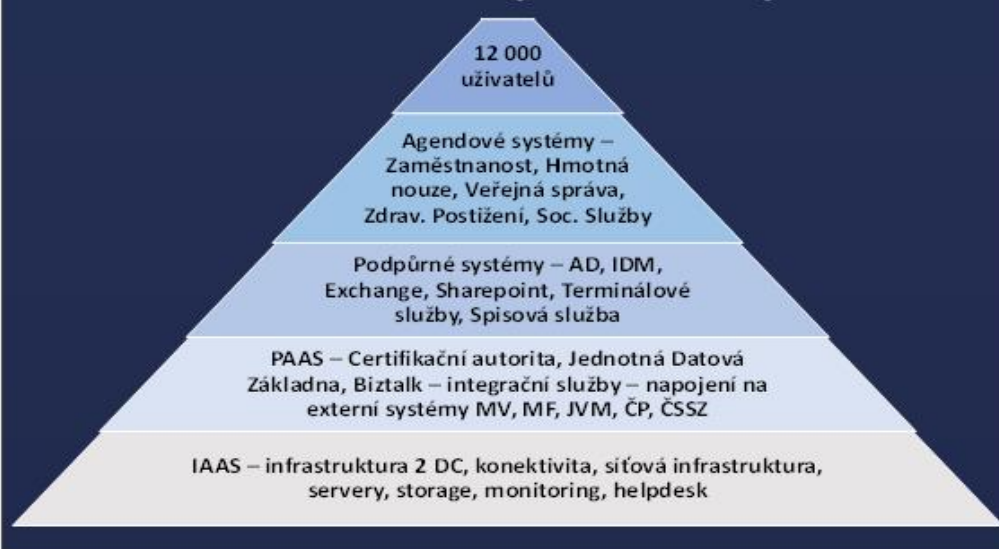 12 000
uživatelů
Agendové systémy –
Zaměstnanost, Hmotná
nouze, Veřejná správa,
Zdrav. Postižení, Soc. Služby
Podpůrné systémy – AD, IDM,
Exchange, Sharepoint, Terminálové
služby, Spisová služba
PAAS – Certifikační autorita, Jednotná Datová
Základna, Biztalk – integrační služby – napojení na
externí systémy MV, MF, JVM, ČP, ČSSZ
IAAS – infrastruktura 2 DC, konektivita, síťová infrastruktura,
servery, storage, monitoring, helpdesk